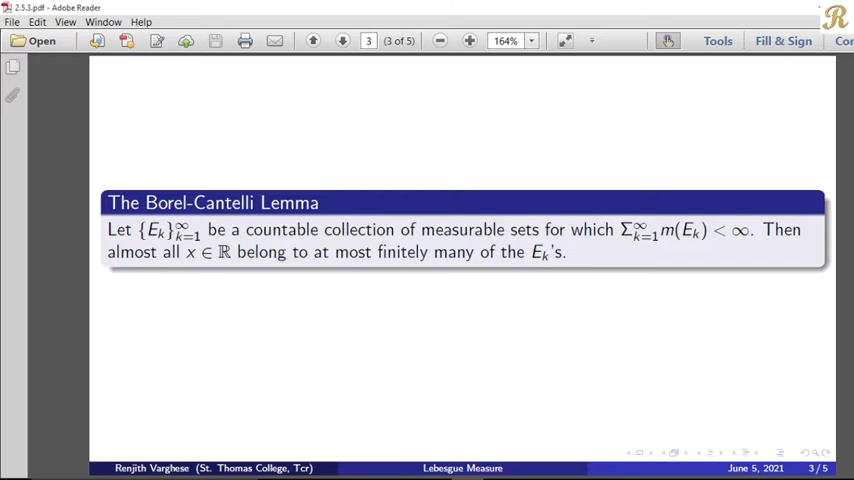 2.5.3.pdf - Adobe Reader
File Edit View Window Help
Open 3 (3 of 5) 164% Tools Fill & Sign Co
R
The Borel-Cantelli Lemma
Let {E_k}_{k=1}^∞ be a countable collection of measurable sets for which Σ_{k=1}^∞ m(E_k) < ∞. Then
almost all x ∈ ℝ belong to at most finitely many of the E_k's.
Renjith Varghese (St. Thomas College, Tcr) Lebesgue Measure June 5, 2021 3 / 5